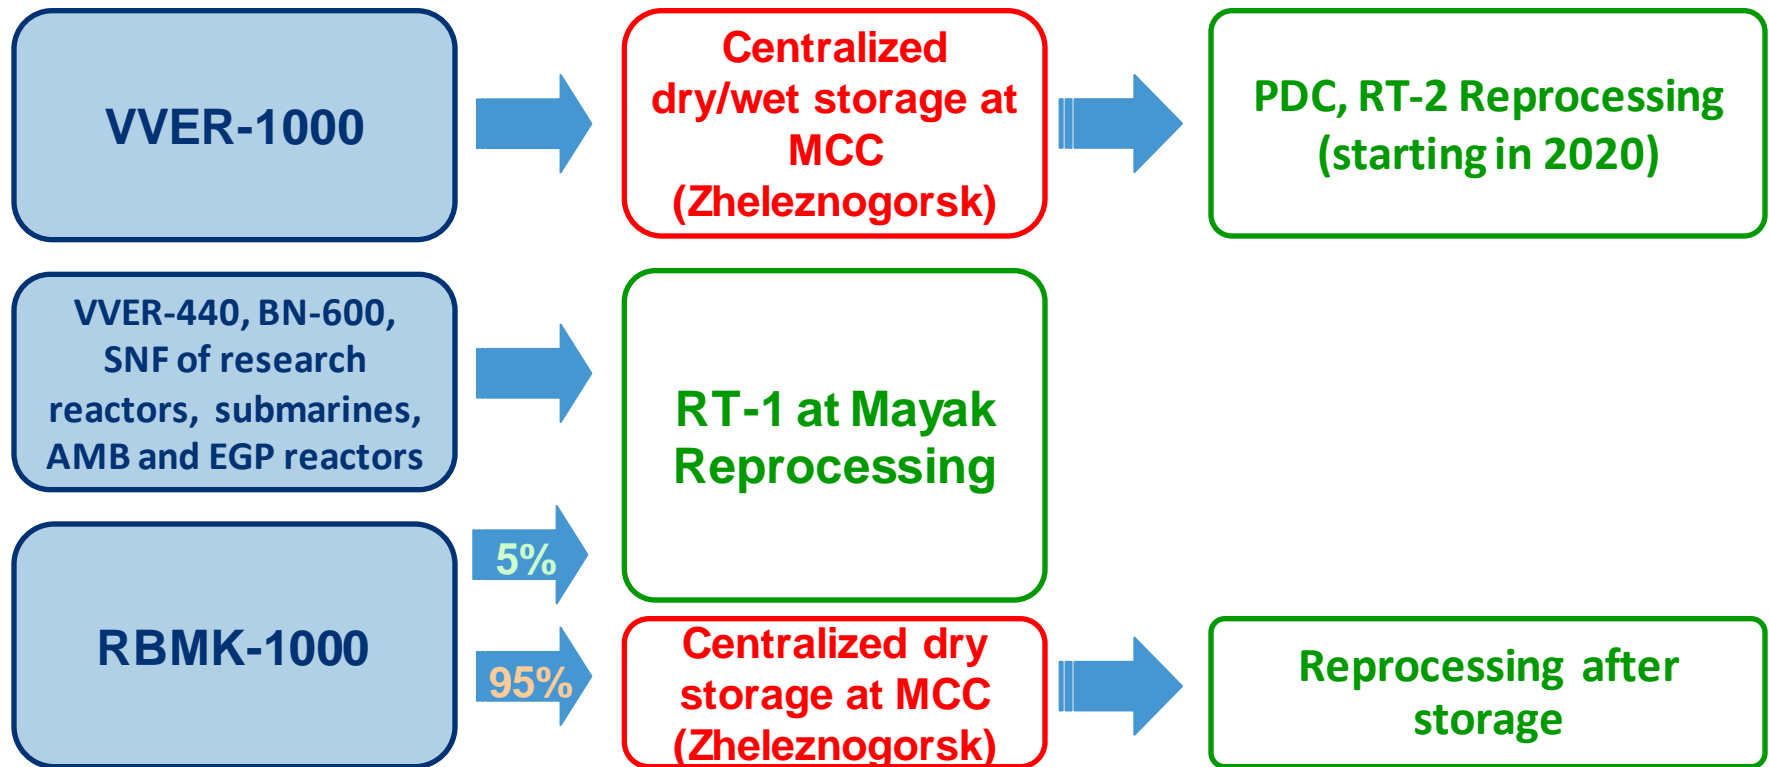 VVER-1000
Centralized
dry/wet storage at
MCC
(Zheleznogorsk)
PDC, RT-2 Reprocessing
(starting in 2020)
VVER-440, BN-600,
SNF of research
reactors, submarines,
AMB and EGP reactors
RT-1 at Mayak
Reprocessing
5%
RBMK-1000
95%
Centralized dry
storage at MCC
(Zheleznogorsk)
Reprocessing after
storage